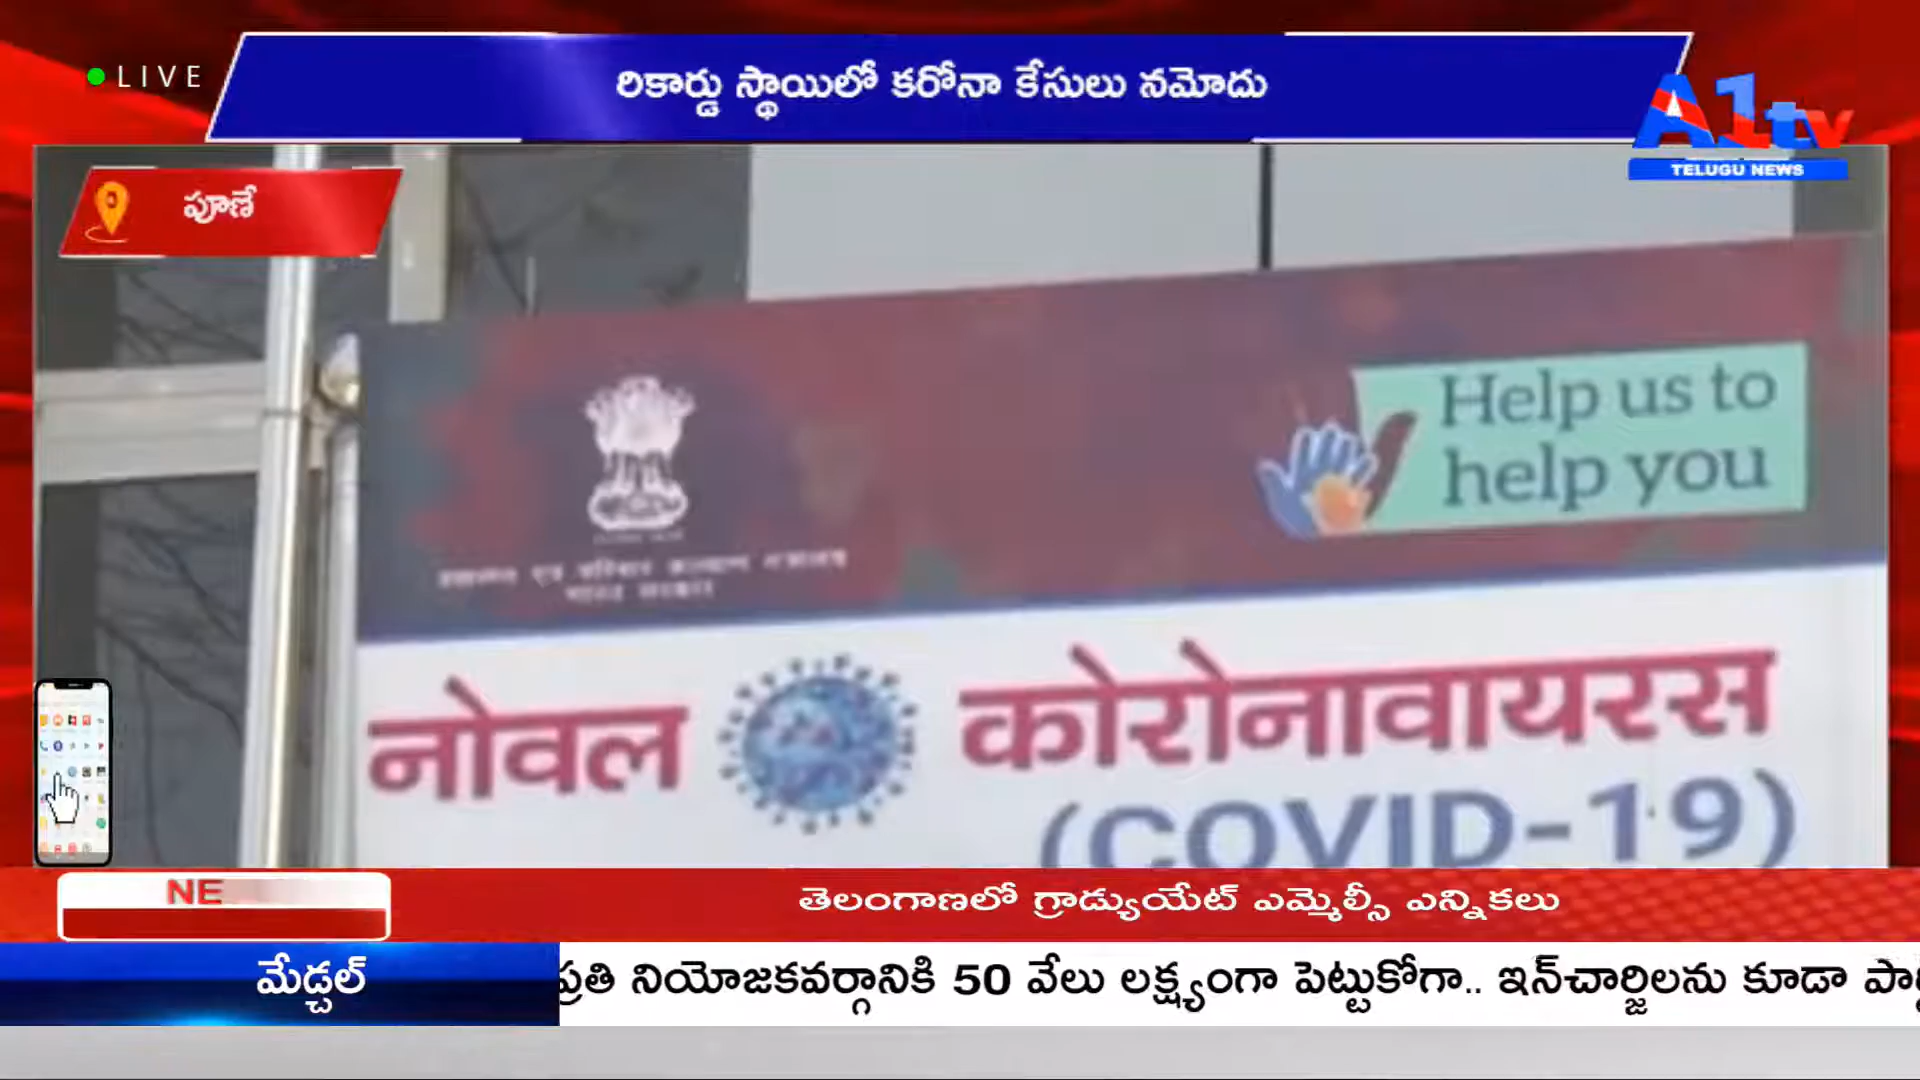 LIVE
రికార్డు స్థాయిలో కరోనా కేసులు నమోదు
A1tv
TELUGU NEWS
పూణే
Help us to
help you
नोवल कोरोनावायरस
(COVID-19)
NE
తెలంగాణలో గ్రాడ్యుయేట్ ఎమ్మెల్సీ ఎన్నికలు
మేడ్చల్
ప్రతి నియోజకవర్గానికి 50 వేలు లక్ష్యంగా పెట్టుకోగా.. ఇన్‌చార్జిలను కూడా